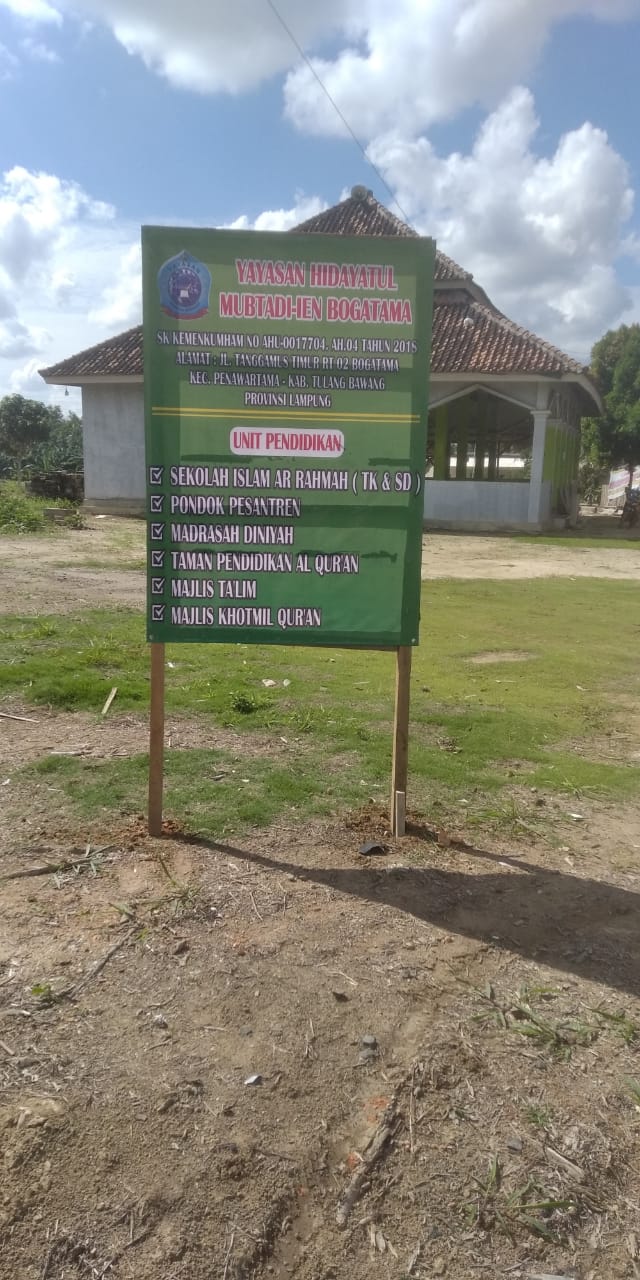 YAYASAN HIDAYATUL
MUBTADI-IEN BOGATAMA
SK KEMENKUMHAM NO AHU-0017704. AH.04 TAHUN 2018
ALAMAT : JL. TANGGAMUS TIMUR RT 02 BOGATAMA
KEC. PENAWARTAMA - KAB. TULANG BAWANG
PROVINSI LAMPUNG
UNIT PENDIDIKAN
SEKOLAH ISLAM AR RAHMAH ( TK & SD )
PONDOK PESANTREN
MADRASAH DINIYAH
TAMAN PENDIDIKAN AL QUR'AN
MAJLIS TA'LIM
MAJLIS KHOTMIL QUR'AN